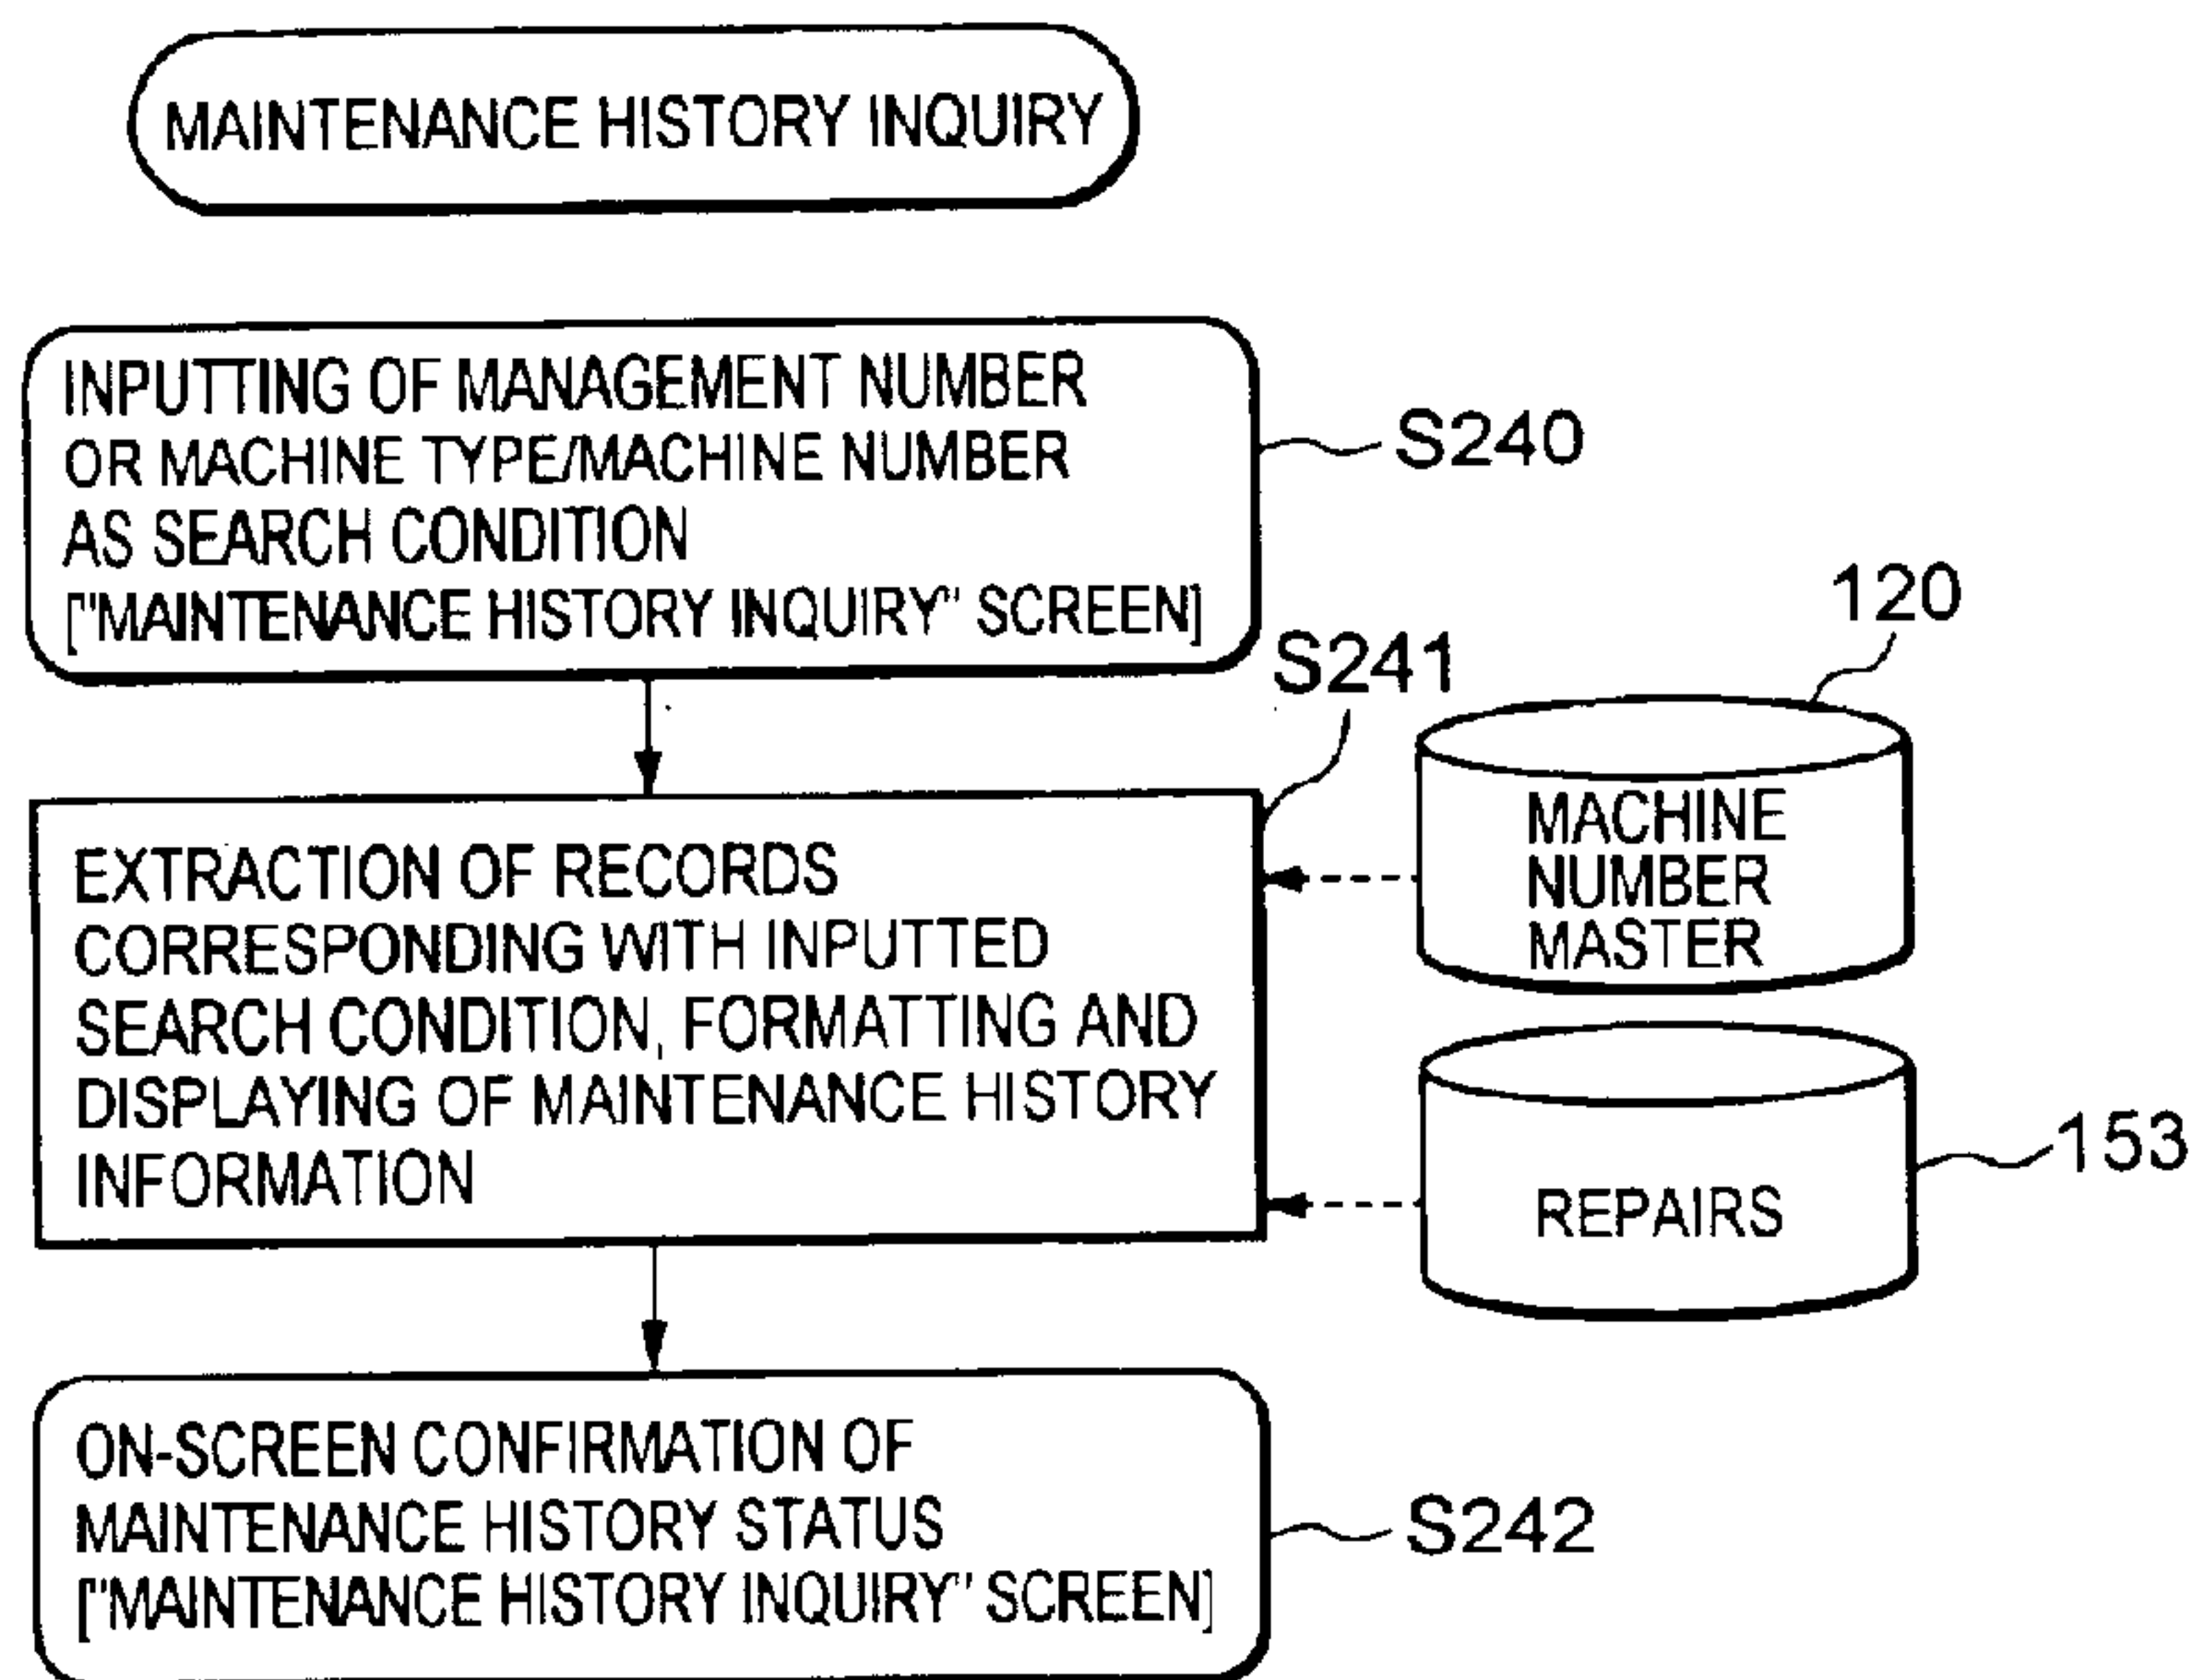 MAINTENANCE HISTORY INQUIRY
INPUTTING OF MANAGEMENT NUMBER
OR MACHINE TYPE/MACHINE NUMBER
AS SEARCH CONDITION
["MAINTENANCE HISTORY INQUIRY" SCREEN]
S240
S241
120
EXTRACTION OF RECORDS
CORRESPONDING WITH INPUTTED
SEARCH CONDITION, FORMATTING AND
DISPLAYING OF MAINTENANCE HISTORY
INFORMATION
MACHINE
NUMBER
MASTER
REPAIRS
153
ON-SCREEN CONFIRMATION OF
MAINTENANCE HISTORY STATUS
["MAINTENANCE HISTORY INQUIRY" SCREEN]
S242